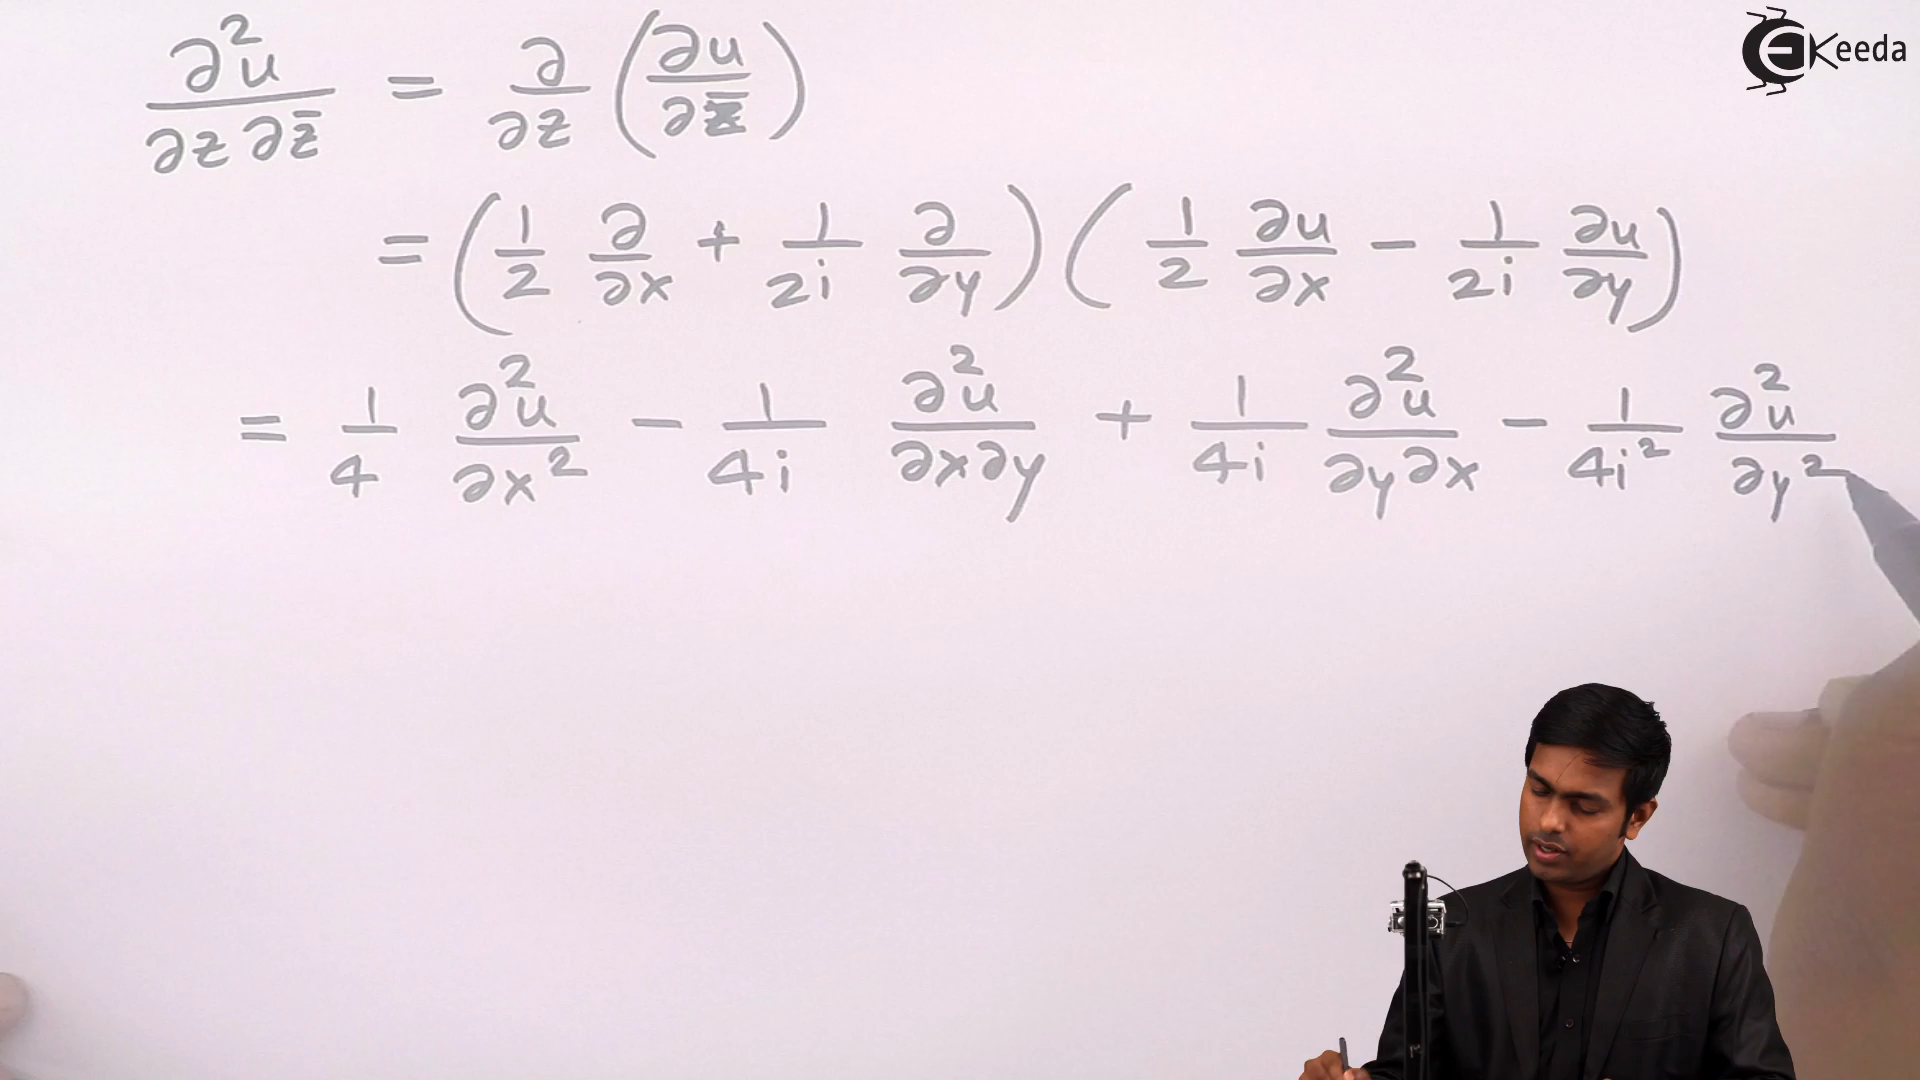 EKeeda
∂²u/∂z∂z̄ = ∂/∂z (∂u/∂z̄)
= (1/2 ∂/∂x + 1/2i ∂/∂y) (1/2 ∂u/∂x − 1/2i ∂u/∂y)
= 1/4 ∂²u/∂x² − 1/4i ∂²u/∂x∂y + 1/4i ∂²u/∂y∂x − 1/4i² ∂²u/∂y²